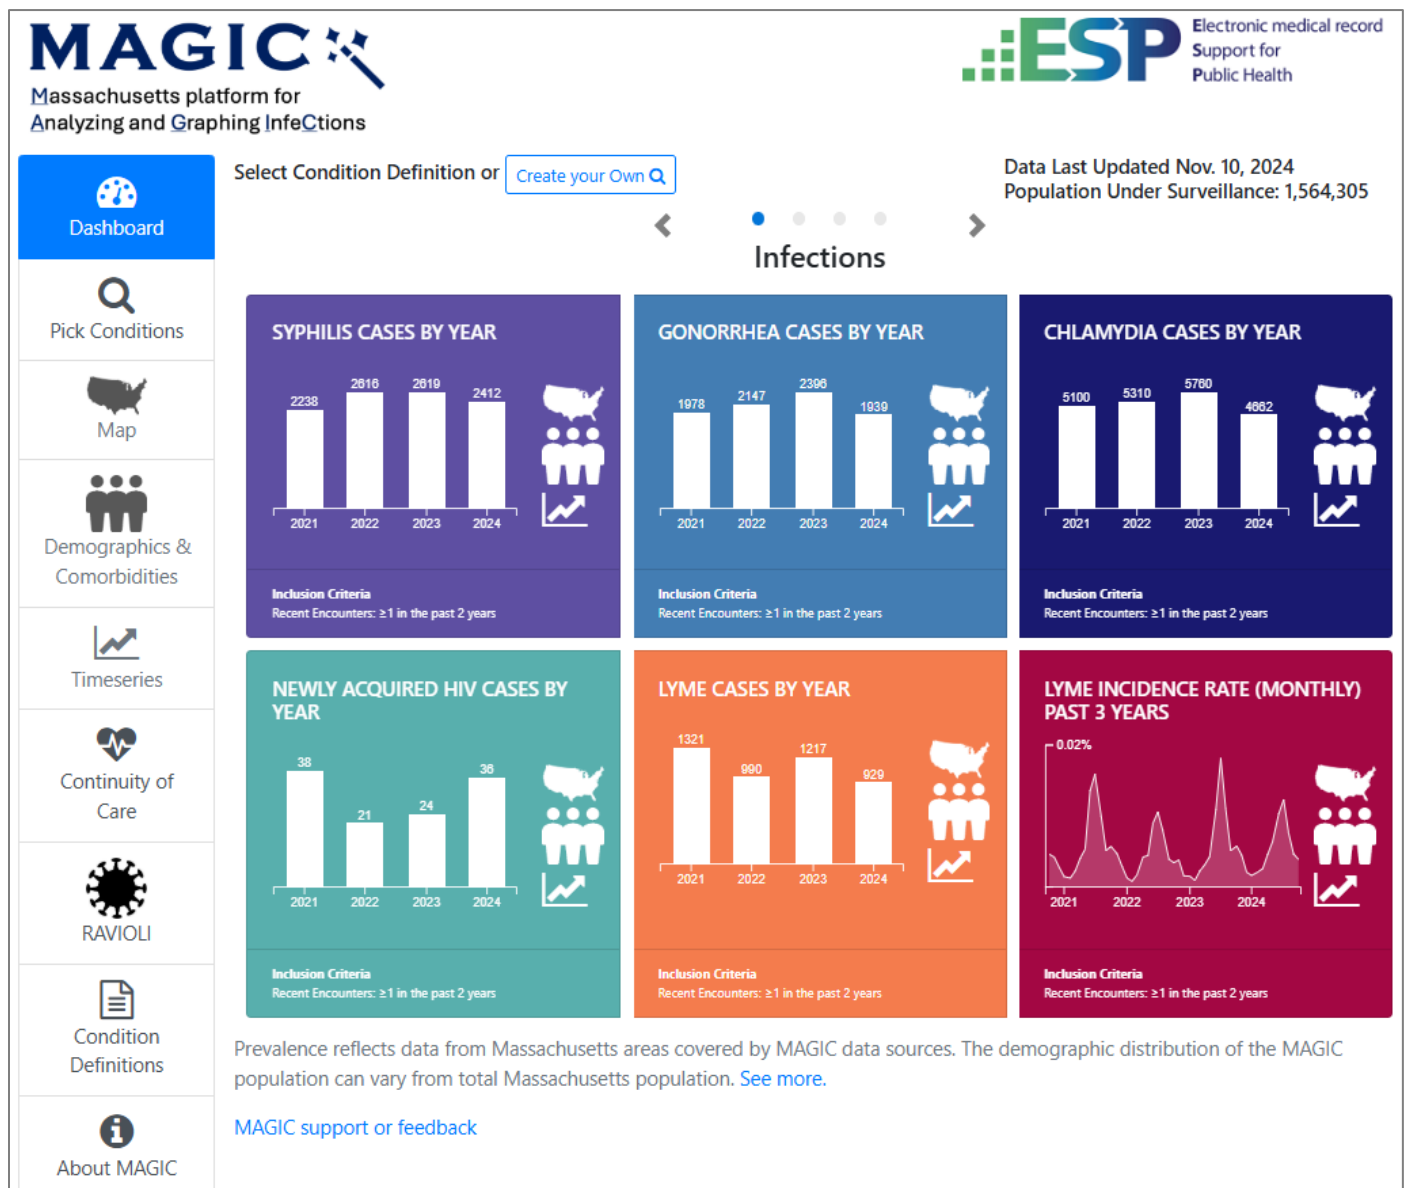 MAGIC
Massachusetts platform for
Analyzing and Graphing InfeCtions
ESP
Electronic medical record
Support for
Public Health
Dashboard
Pick Conditions
Map
Demographics &
Comorbidities
Timeseries
Continuity of
Care
RAVIOLI
Condition
Definitions
About MAGIC
Select Condition Definition or Create your Own
Data Last Updated Nov. 10, 2024
Population Under Surveillance: 1,564,305
Infections
SYPHILIS CASES BY YEAR
2238 2616 2619 2412
2021 2022 2023 2024
Inclusion Criteria
Recent Encounters: ≥1 in the past 2 years
GONORRHEA CASES BY YEAR
1978 2147 2396 1939
2021 2022 2023 2024
Inclusion Criteria
Recent Encounters: ≥1 in the past 2 years
CHLAMYDIA CASES BY YEAR
5100 5310 5760 4662
2021 2022 2023 2024
Inclusion Criteria
Recent Encounters: ≥1 in the past 2 years
NEWLY ACQUIRED HIV CASES BY
YEAR
38 21 24 36
2021 2022 2023 2024
Inclusion Criteria
Recent Encounters: ≥1 in the past 2 years
LYME CASES BY YEAR
1321 990 1217 929
2021 2022 2023 2024
Inclusion Criteria
Recent Encounters: ≥1 in the past 2 years
LYME INCIDENCE RATE (MONTHLY)
PAST 3 YEARS
0.02%
2021 2022 2023 2024
Inclusion Criteria
Recent Encounters: ≥1 in the past 2 years
Prevalence reflects data from Massachusetts areas covered by MAGIC data sources. The demographic distribution of the MAGIC
population can vary from total Massachusetts population. See more.
MAGIC support or feedback